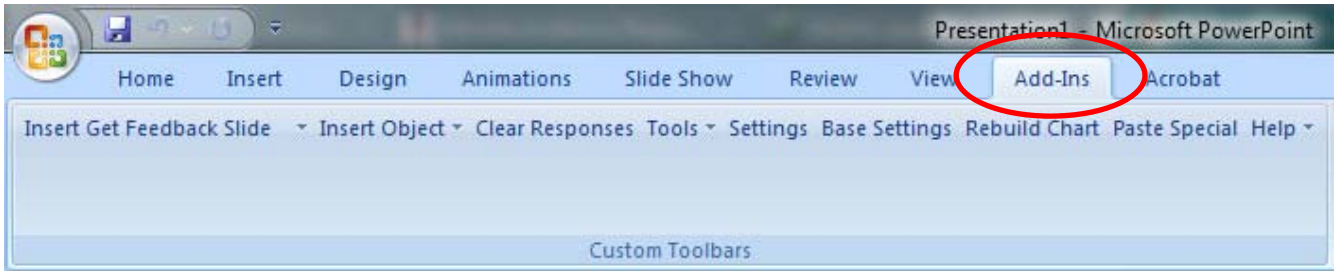 Presentation1 - Microsoft PowerPoint
Home Insert Design Animations Slide Show Review View Add-Ins Acrobat
Insert Get Feedback Slide Insert Object Clear Responses Tools Settings Base Settings Rebuild Chart Paste Special Help
Custom Toolbars